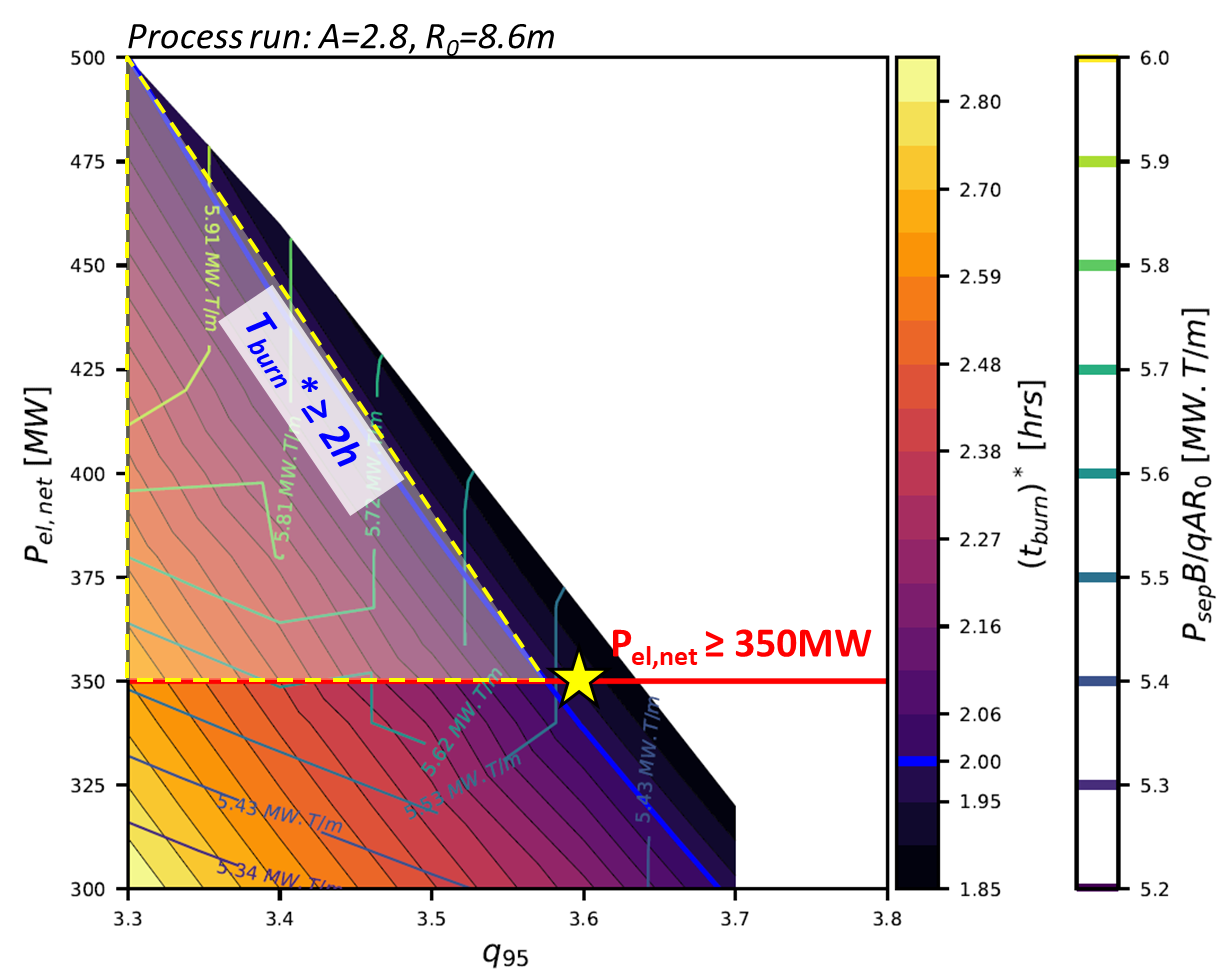 Process run: A=2.8, R0=8.6m
500
475
450
425
400
375
350
325
300
Pel,net [MW]
3.3
3.4
3.5
3.6
3.7
3.8
q95
5.91 MW.T/m
5.81 MW.T/m
5.72 MW.T/m
5.62 MW.T/m
5.53 MW.T/m
5.43 MW.T/m
5.43 MW.T/m
5.34 MW.T/m
Tburn* ≥ 2h
Pel,net ≥ 350MW
2.80
2.70
2.59
2.48
2.38
2.27
2.16
2.06
2.00
1.95
1.85
(tburn)* [hrs]
6.0
5.9
5.8
5.7
5.6
5.5
5.4
5.3
5.2
PsepB/qAR0 [MW.T/m]